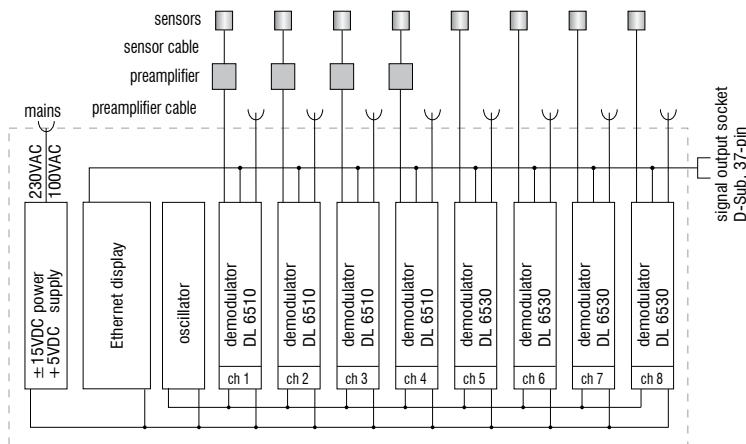 sensors
sensor cable
preamplifier
mains
preamplifier cable
230VAC
100VAC
signal output socket
D-Sub. 37-pin
± 15VDC power
+ 5VDC supply
Ethernet display
oscillator
demodulator
DL 6510
demodulator
DL 6510
demodulator
DL 6510
demodulator
DL 6510
demodulator
DL 6530
demodulator
DL 6530
demodulator
DL 6530
demodulator
DL 6530
ch 1
ch 2
ch 3
ch 4
ch 5
ch 6
ch 7
ch 8